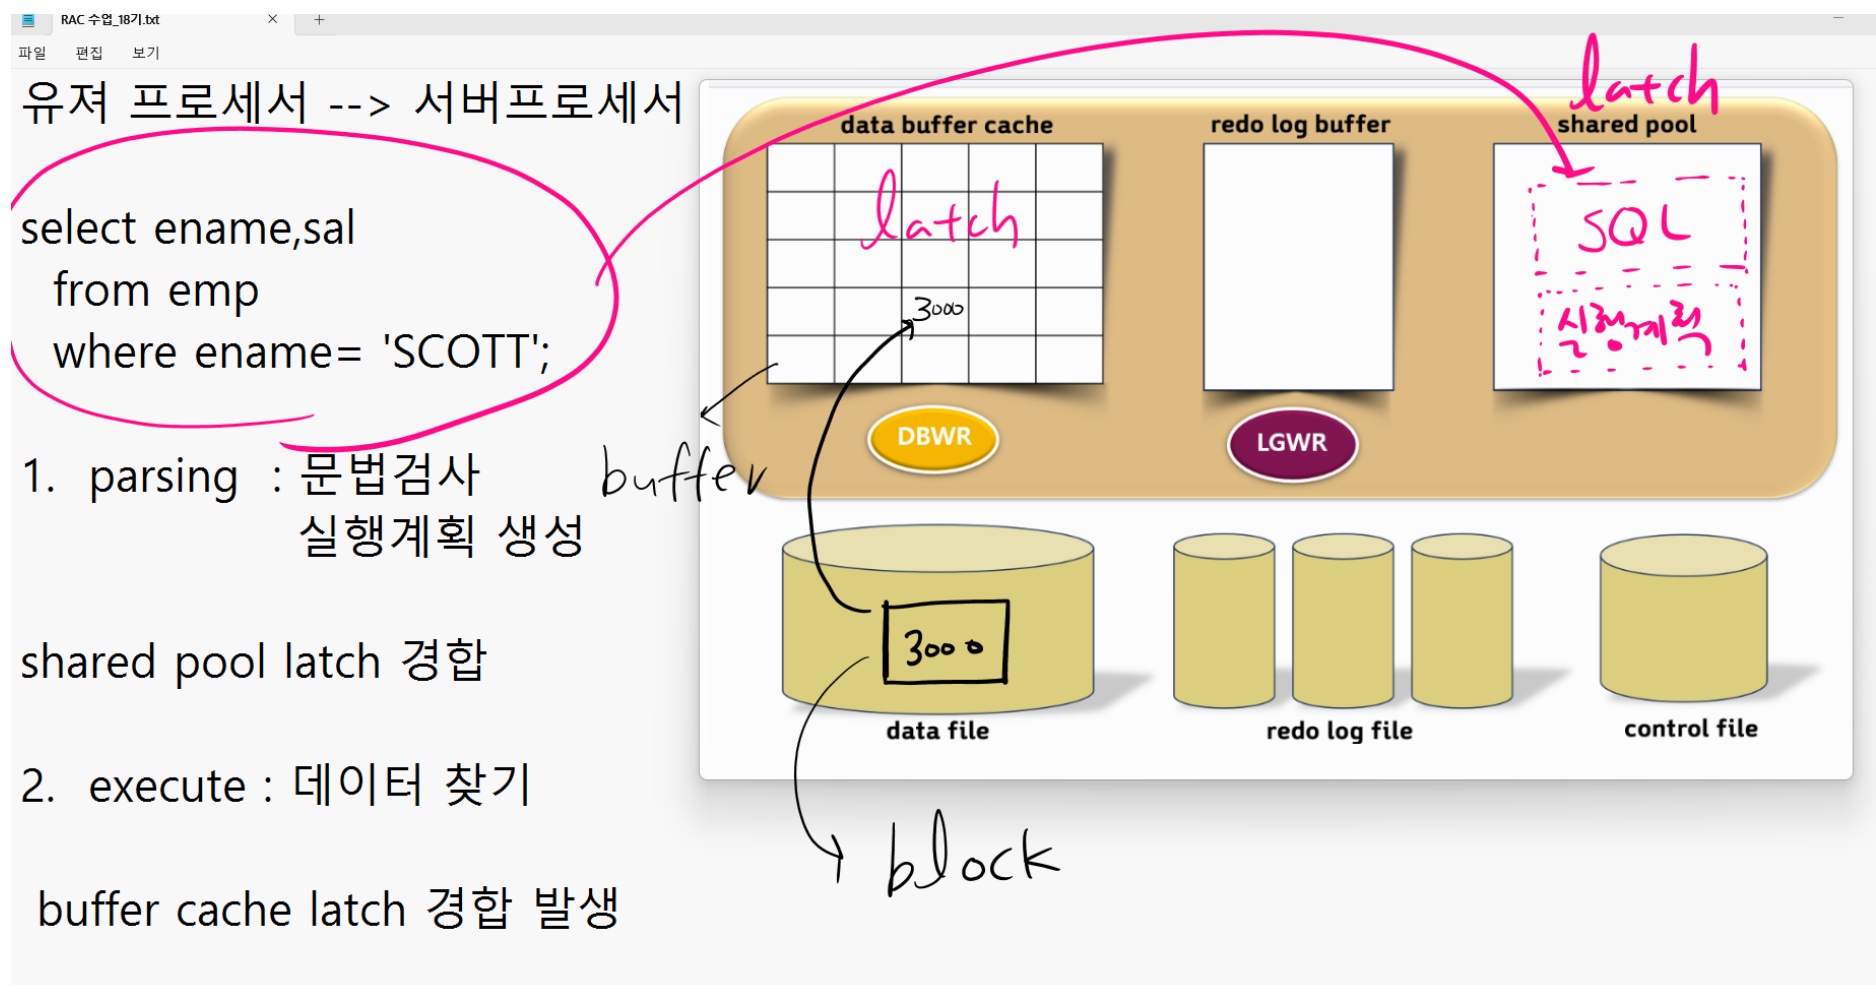 RAC 수업_18기.txt
파일 편집 보기
유져 프로세서 --> 서버프로세서
select ename,sal
from emp
where ename= 'SCOTT';
1. parsing : 문법검사
실행계획 생성
shared pool latch 경합
2. execute : 데이터 찾기
buffer cache latch 경합 발생
latch
data buffer cache
redo log buffer
shared pool
latch
SQL
3000
실행계획
DBWR
LGWR
buffer
3000
data file
redo log file
control file
block